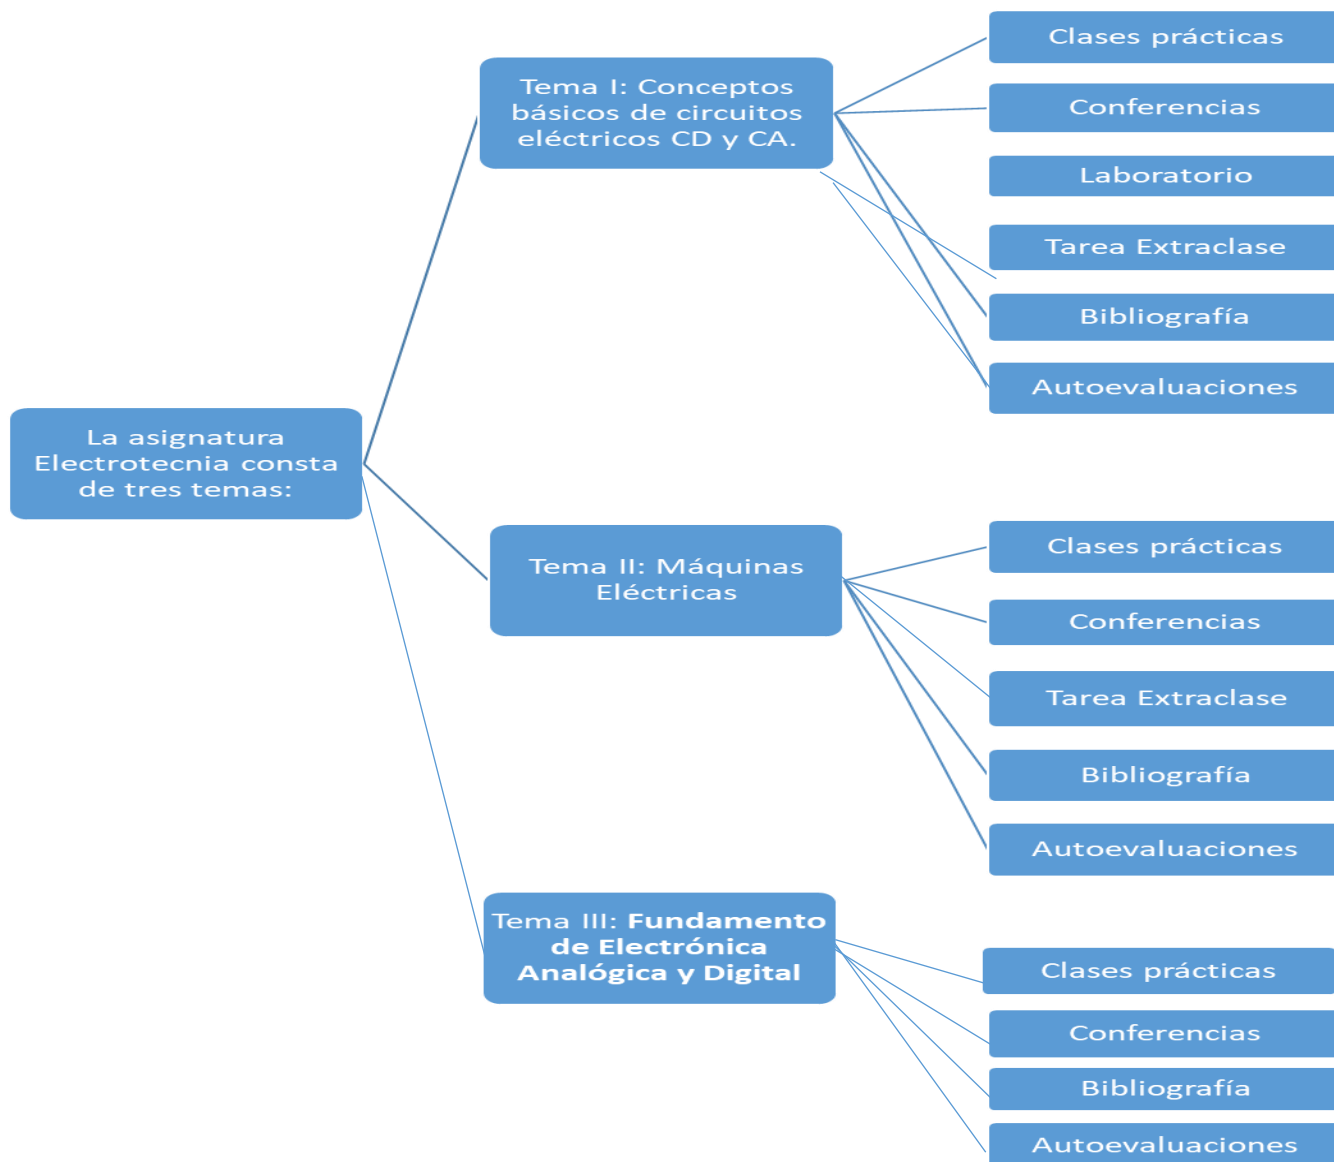 La asignatura
Electrotecnia consta
de tres temas:
Tema I: Conceptos
básicos de circuitos
eléctricos CD y CA.
Clases prácticas
Conferencias
Laboratorio
Tarea Extraclase
Bibliografía
Autoevaluaciones
Tema II: Máquinas
Eléctricas
Clases prácticas
Conferencias
Tarea Extraclase
Bibliografía
Autoevaluaciones
Tema III: Fundamento
de Electrónica
Analógica y Digital
Clases prácticas
Conferencias
Bibliografía
Autoevaluaciones